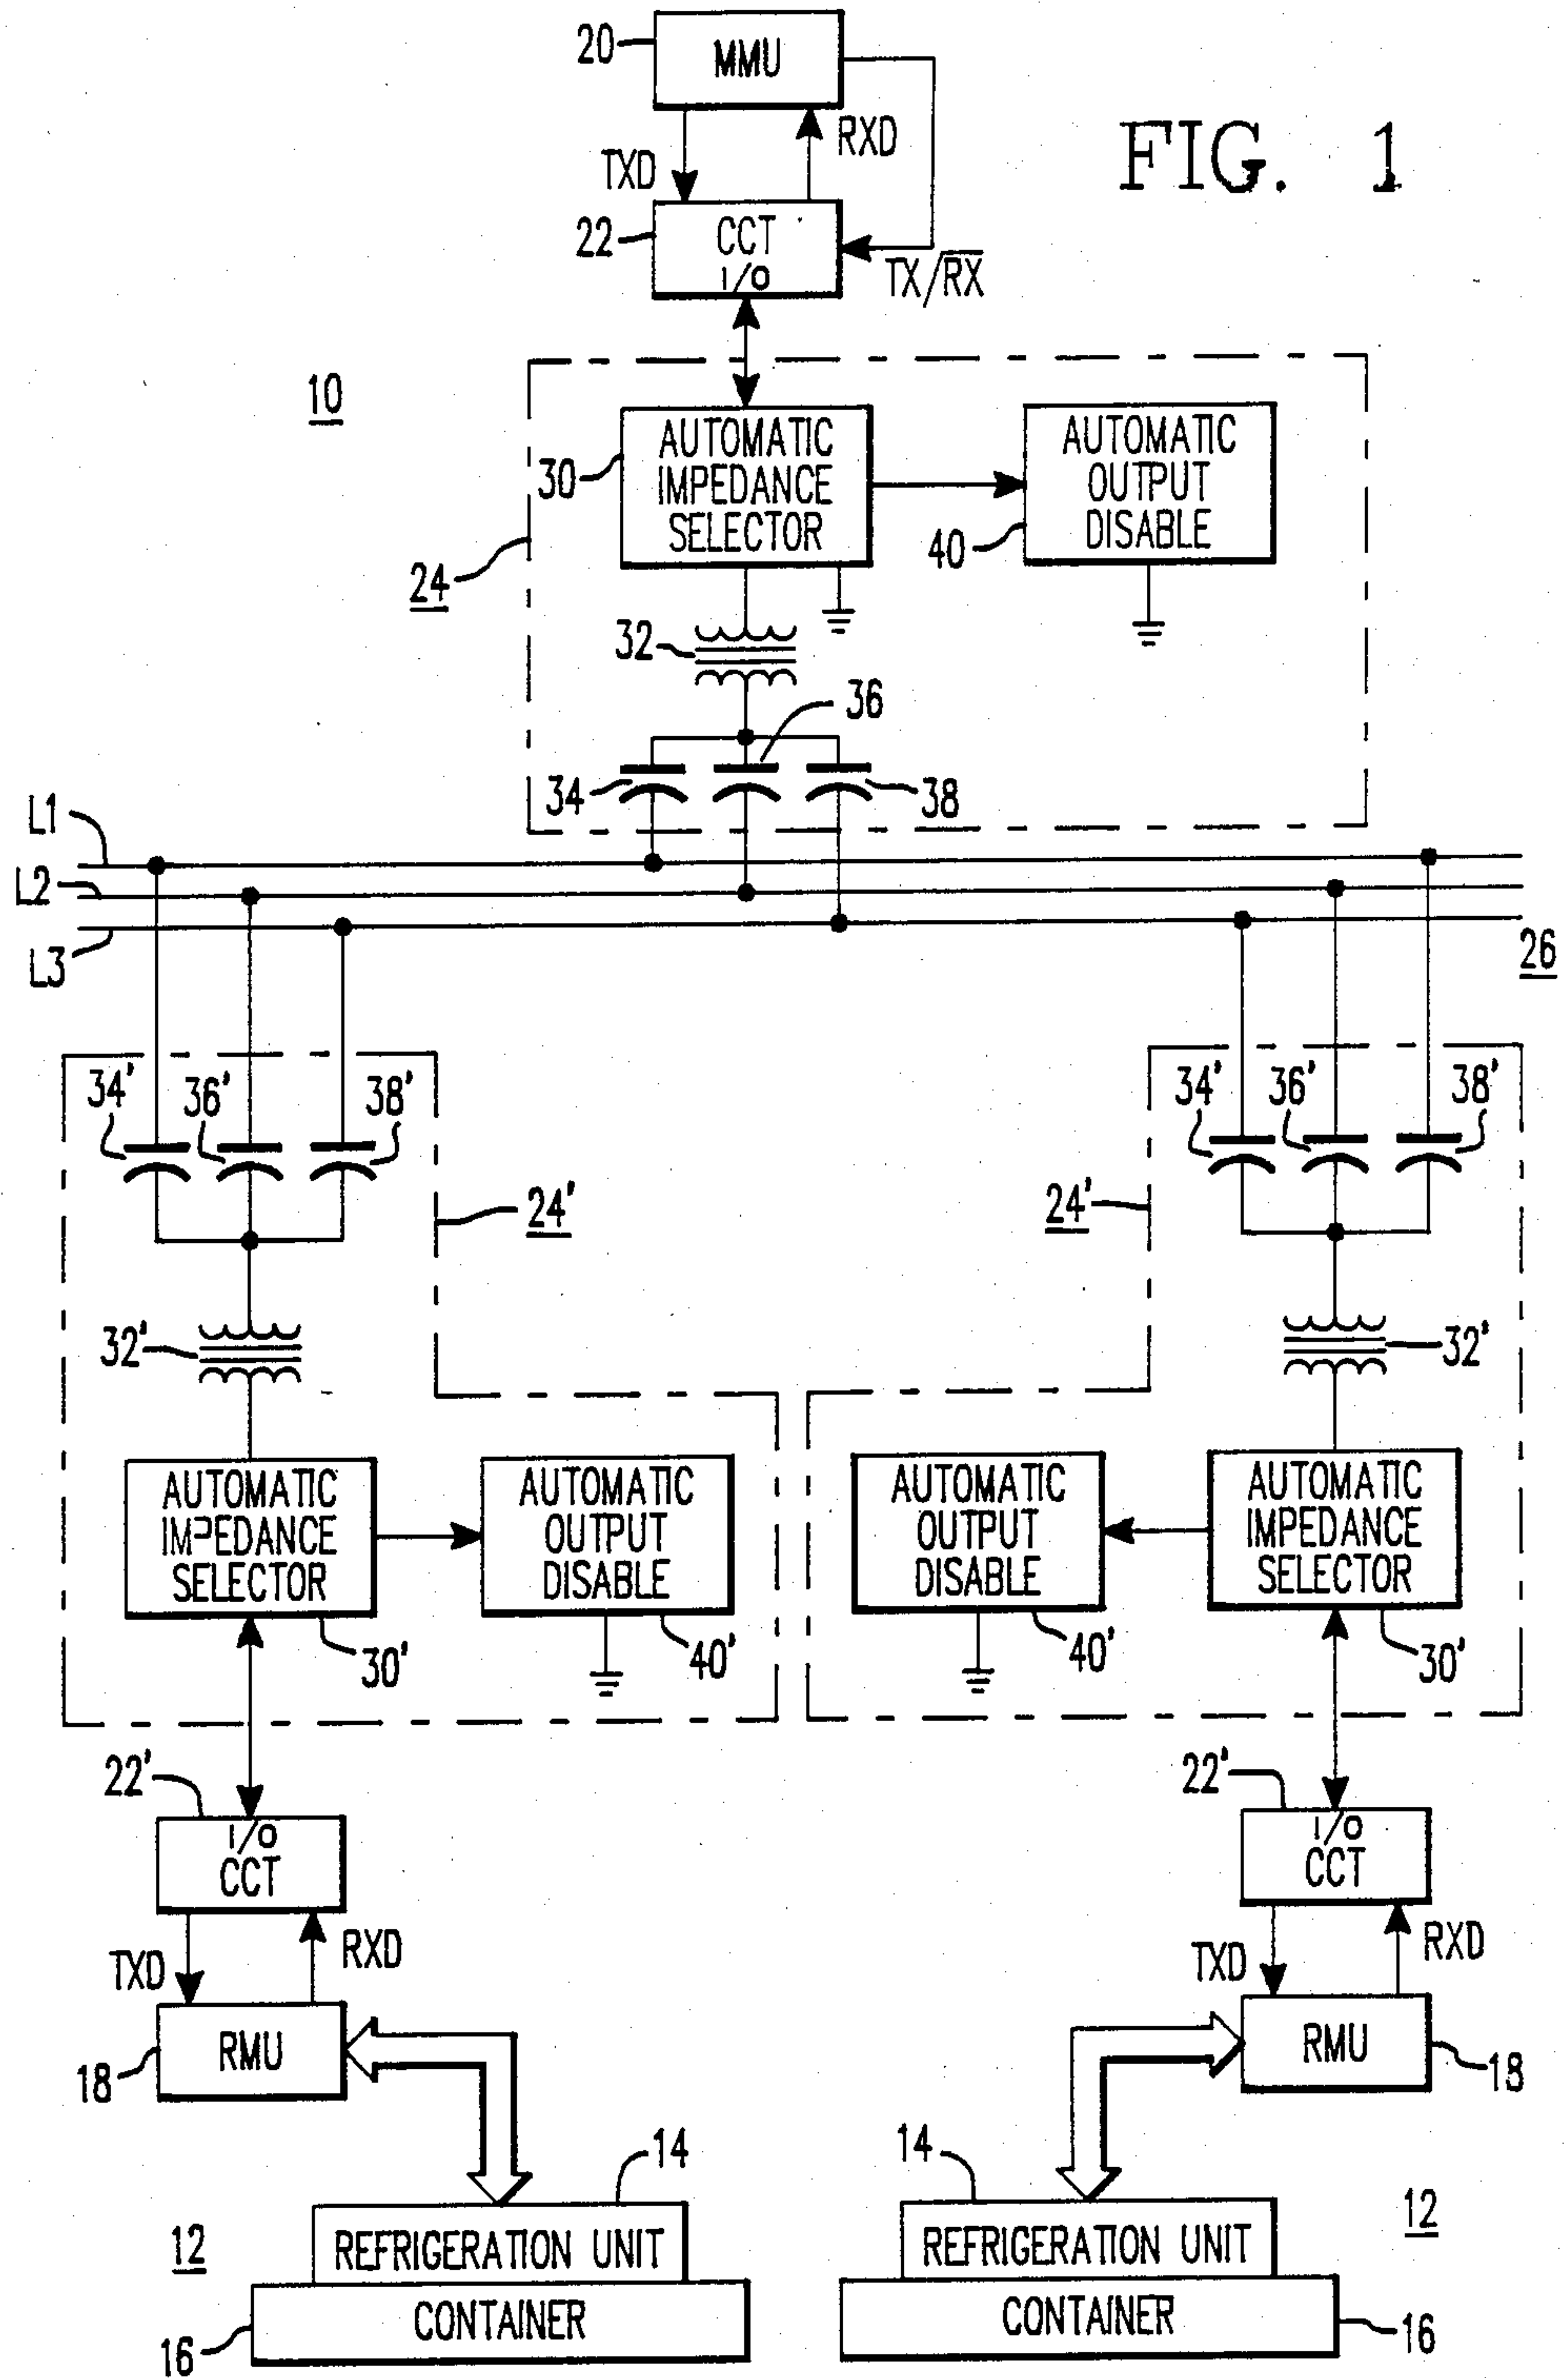 20
MMU
FIG. 1
TXD
RXD
22
CCT
I/O
TX/R̅X̅
10
30
AUTOMATIC
IMPEDANCE
SELECTOR
AUTOMATIC
OUTPUT
DISABLE
40
24
32
36
34
38
L1
L2
L3
26
34'
36'
38'
34'
36'
38'
24'
24'
32'
32'
AUTOMATIC
IMPEDANCE
SELECTOR
AUTOMATIC
OUTPUT
DISABLE
AUTOMATIC
OUTPUT
DISABLE
AUTOMATIC
IMPEDANCE
SELECTOR
30'
40'
40'
30'
22'
22'
I/O
CCT
I/O
CCT
TXD
RXD
TXD
RXD
18
RMU
RMU
18
14
14
12
12
REFRIGERATION UNIT
REFRIGERATION UNIT
CONTAINER
CONTAINER
16
16